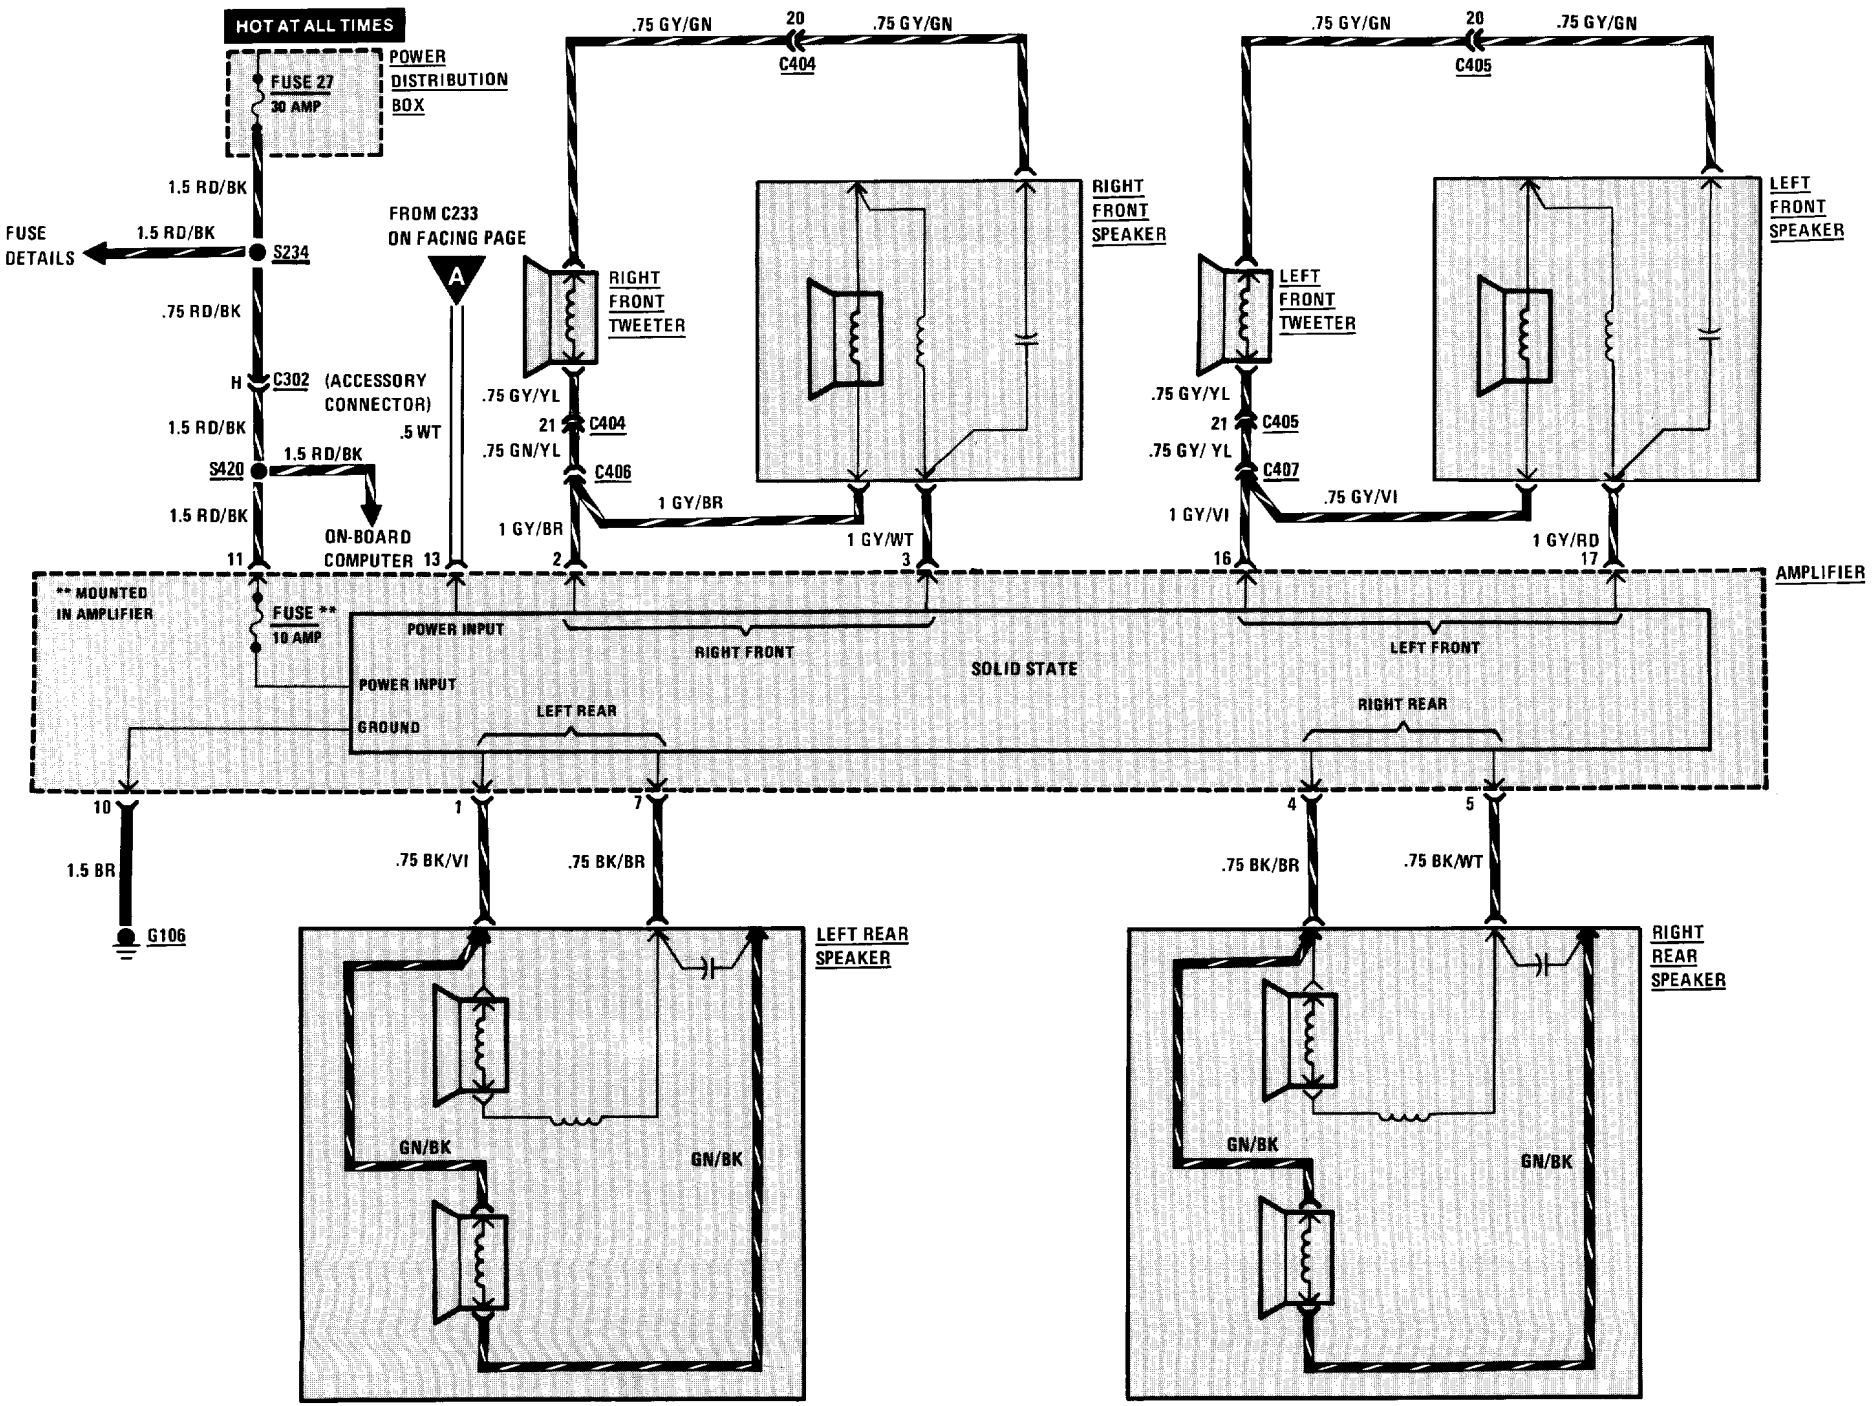 HOT AT ALL TIMES
POWER
DISTRIBUTION
BOX
FUSE 27
30 AMP
1.5 RD/BK
FUSE
DETAILS
1.5 RD/BK
S234
.75 RD/BK
H
C302
(ACCESSORY
CONNECTOR)
1.5 RD/BK
S420
1.5 RD/BK
ON-BOARD
COMPUTER
1.5 RD/BK
11
FROM C233
ON FACING PAGE
A
.5 WT
13
.75 GY/GN
20
C404
.75 GY/GN
RIGHT
FRONT
TWEETER
.75 GY/YL
21
C404
.75 GN/YL
C406
1 GY/BR
1 GY/BR
2
1 GY/WT
3
RIGHT
FRONT
SPEAKER
.75 GY/GN
20
C405
.75 GY/GN
LEFT
FRONT
TWEETER
.75 GY/YL
21
C405
.75 GY/ YL
C407
1 GY/VI
.75 GY/VI
16
1 GY/RD
17
LEFT
FRONT
SPEAKER
AMPLIFIER
** MOUNTED
IN AMPLIFIER
FUSE **
10 AMP
POWER INPUT
RIGHT FRONT
SOLID STATE
LEFT FRONT
POWER INPUT
GROUND
LEFT REAR
RIGHT REAR
10
1.5 BR
G106
1
.75 BK/VI
7
.75 BK/BR
4
.75 BK/BR
5
.75 BK/WT
LEFT REAR
SPEAKER
GN/BK
GN/BK
RIGHT
REAR
SPEAKER
GN/BK
GN/BK